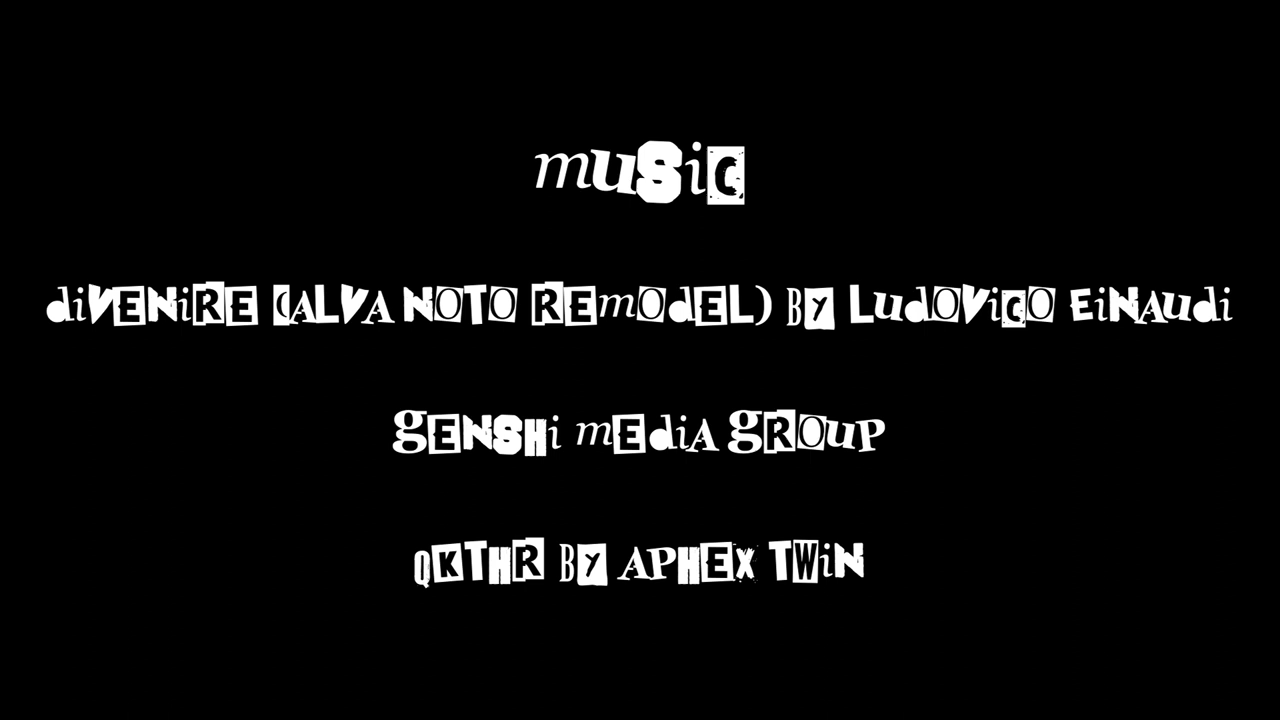 music
diVENiRE (ALVA NOTO REmODEL) BY LudOViCO EiNAudi
gENSHi mEdiA gROuP
QKTHR BY APHEX TWiN